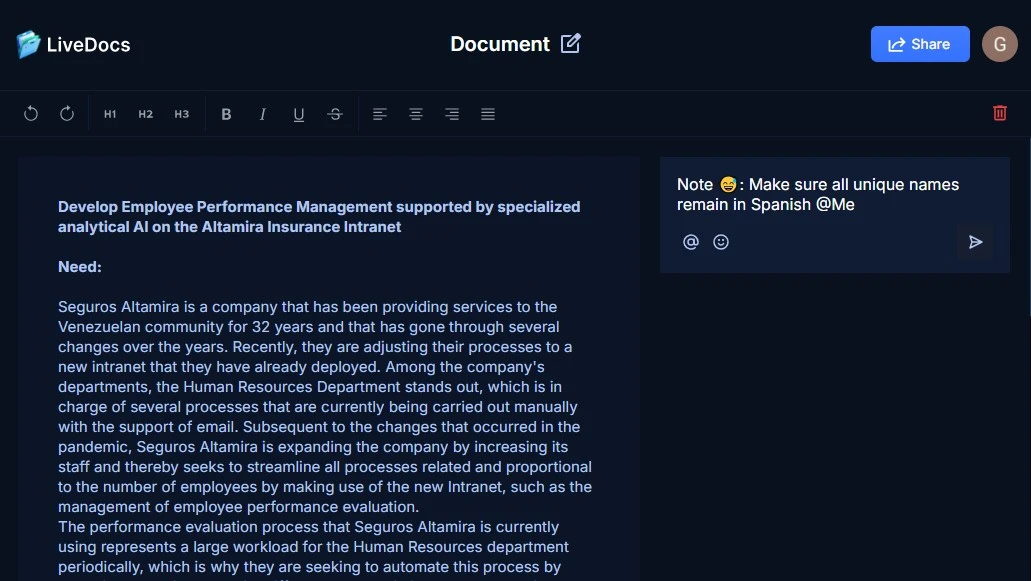 LiveDocs
Document
Share
G
H1 H2 H3 B I U S
Develop Employee Performance Management supported by specialized
analytical AI on the Altamira Insurance Intranet
Need:
Seguros Altamira is a company that has been providing services to the
Venezuelan community for 32 years and that has gone through several
changes over the years. Recently, they are adjusting their processes to a
new intranet that they have already deployed. Among the company's
departments, the Human Resources Department stands out, which is in
charge of several processes that are currently being carried out manually
with the support of email. Subsequent to the changes that occurred in the
pandemic, Seguros Altamira is expanding the company by increasing its
staff and thereby seeks to streamline all processes related and proportional
to the number of employees by making use of the new Intranet, such as the
management of employee performance evaluation.
The performance evaluation process that Seguros Altamira is currently
using represents a large workload for the Human Resources department
periodically, which is why they are seeking to automate this process by
Note 😅: Make sure all unique names
remain in Spanish @Me